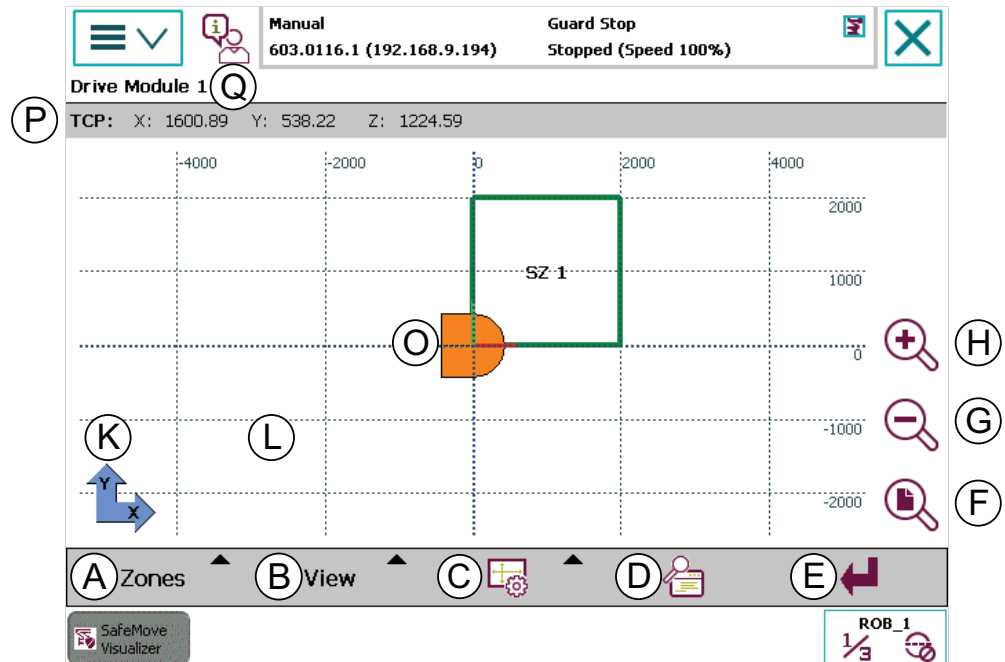 Manual Guard Stop
603.0116.1 (192.168.9.194) Stopped (Speed 100%)
Drive Module 1 Q
P TCP: X: 1600.89 Y: 538.22 Z: 1224.59
-4000 -2000 0 2000 4000
2000
SZ 1
1000
O 0 H
K L -1000 G
Y
X -2000 F
A Zones B View C D E
SafeMove
Visualizer
ROB_1
1/3